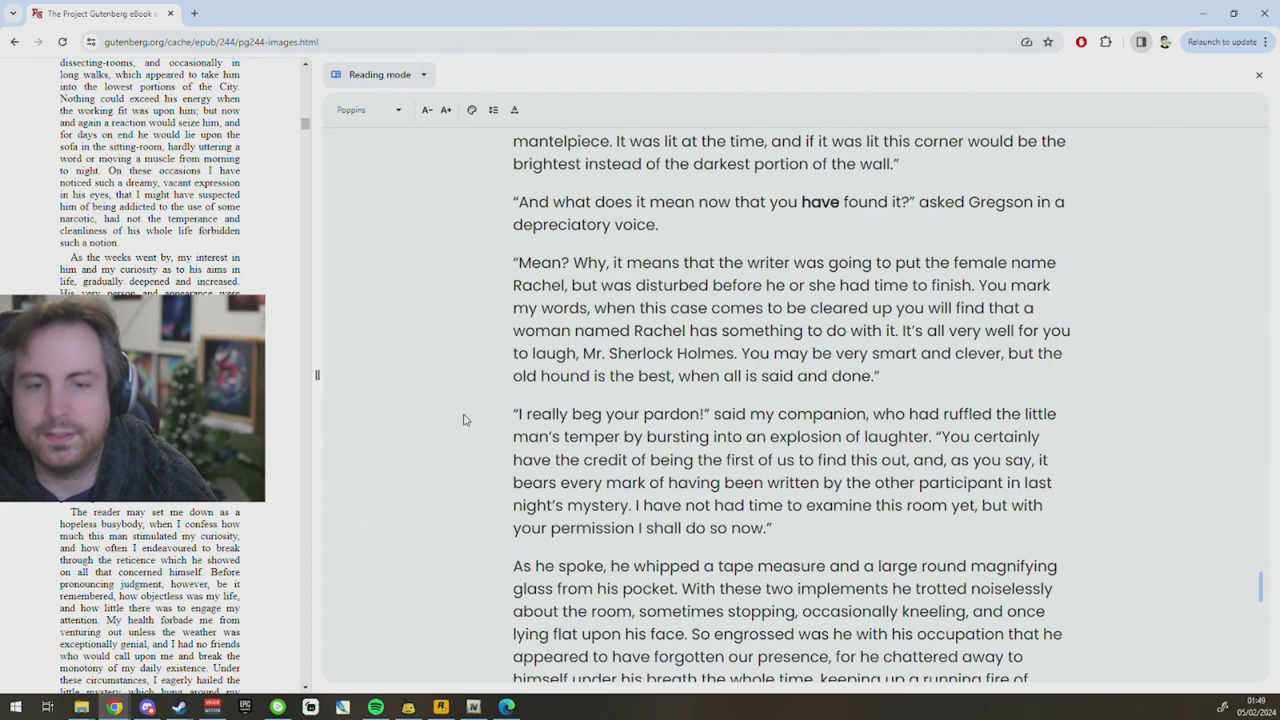 The Project Gutenberg eBook o
gutenberg.org/cache/epub/244/pg244-images.html
Relaunch to update
dissecting-rooms, and occasionally in
long walks, which appeared to take him
into the lowest portions of the City.
Nothing could exceed his energy when
the working fit was upon him; but now
and again a reaction would seize him, and
for days on end he would lie upon the
sofa in the sitting-room, hardly uttering a
word or moving a muscle from morning
to night. On these occasions I have
noticed such a dreamy, vacant expression
in his eyes, that I might have suspected
him of being addicted to the use of some
narcotic, had not the temperance and
cleanliness of his whole life forbidden
such a notion.
As the weeks went by, my interest in
him and my curiosity as to his aims in
life, gradually deepened and increased.
His very person and appearance were
The reader may set me down as a
hopeless busybody, when I confess how
much this man stimulated my curiosity,
and how often I endeavoured to break
through the reticence which he showed
on all that concerned himself. Before
pronouncing judgment, however, be it
remembered, how objectless was my life,
and how little there was to engage my
attention. My health forbade me from
venturing out unless the weather was
exceptionally genial, and I had no friends
who would call upon me and break the
monotony of my daily existence. Under
these circumstances, I eagerly hailed the
little mystery which hung around my
Reading mode
Poppins
A- A+
mantelpiece. It was lit at the time, and if it was lit this corner would be the
brightest instead of the darkest portion of the wall.”
“And what does it mean now that you have found it?” asked Gregson in a
depreciatory voice.
“Mean? Why, it means that the writer was going to put the female name
Rachel, but was disturbed before he or she had time to finish. You mark
my words, when this case comes to be cleared up you will find that a
woman named Rachel has something to do with it. It’s all very well for you
to laugh, Mr. Sherlock Holmes. You may be very smart and clever, but the
old hound is the best, when all is said and done.”
“I really beg your pardon!” said my companion, who had ruffled the little
man’s temper by bursting into an explosion of laughter. “You certainly
have the credit of being the first of us to find this out, and, as you say, it
bears every mark of having been written by the other participant in last
night’s mystery. I have not had time to examine this room yet, but with
your permission I shall do so now.”
As he spoke, he whipped a tape measure and a large round magnifying
glass from his pocket. With these two implements he trotted noiselessly
about the room, sometimes stopping, occasionally kneeling, and once
lying flat upon his face. So engrossed was he with his occupation that he
appeared to have forgotten our presence, for he chattered away to
himself under his breath the whole time, keeping up a running fire of
01:49
05/02/2024